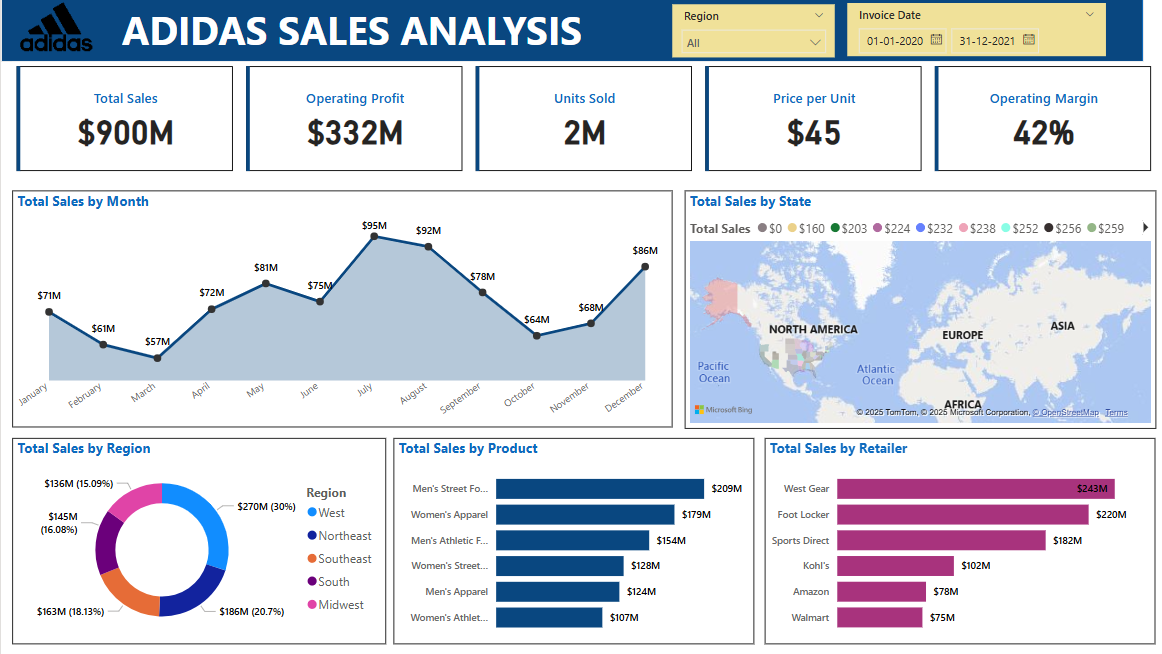 adidas
ADIDAS SALES ANALYSIS
Region
All
Invoice Date
01-01-2020
31-12-2021
Total Sales
$900M
Operating Profit
$332M
Units Sold
2M
Price per Unit
$45
Operating Margin
42%
Total Sales by Month
$71M
$61M
$57M
$72M
$81M
$75M
$95M
$92M
$78M
$64M
$68M
$86M
January
February
March
April
May
June
July
August
September
October
November
December
Total Sales by State
Total Sales $0 $160 $203 $224 $232 $238 $252 $256 $259
NORTH AMERICA
EUROPE
ASIA
Pacific
Ocean
Atlantic
Ocean
AFRICA
Microsoft Bing
© 2025 TomTom, © 2025 Microsoft Corporation, © OpenStreetMap Terms
Total Sales by Region
$136M (15.09%)
$145M
(16.08%)
$163M (18.13%)
$270M (30%)
$186M (20.7%)
Region
West
Northeast
Southeast
South
Midwest
Total Sales by Product
Men's Street Fo... $209M
Women's Apparel $179M
Men's Athletic F... $154M
Women's Street... $128M
Men's Apparel $124M
Women's Athlet... $107M
Total Sales by Retailer
West Gear $243M
Foot Locker $220M
Sports Direct $182M
Kohl's $102M
Amazon $78M
Walmart $75M